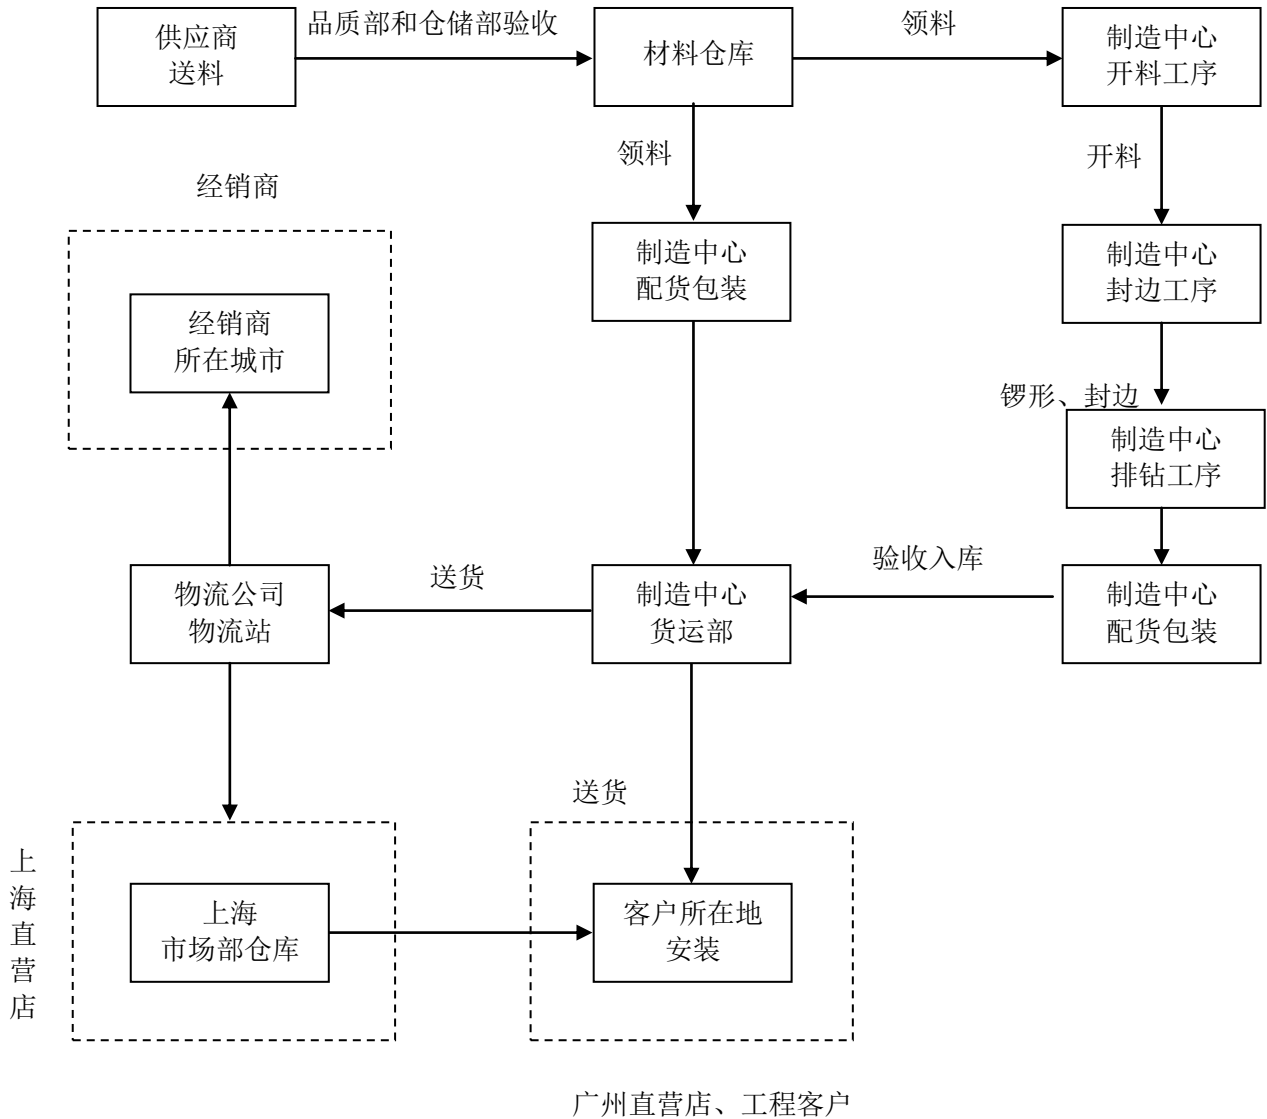 供应商
送料
品质部和仓储部验收
材料仓库
领料
制造中心
开料工序
领料
开料
经销商
制造中心
配货包装
制造中心
封边工序
经销商
所在城市
锣形、封边
制造中心
排钻工序
验收入库
送货
物流公司
物流站
制造中心
货运部
制造中心
配货包装
送货
上海直营店
上海
市场部仓库
客户所在地
安装
广州直营店、工程客户